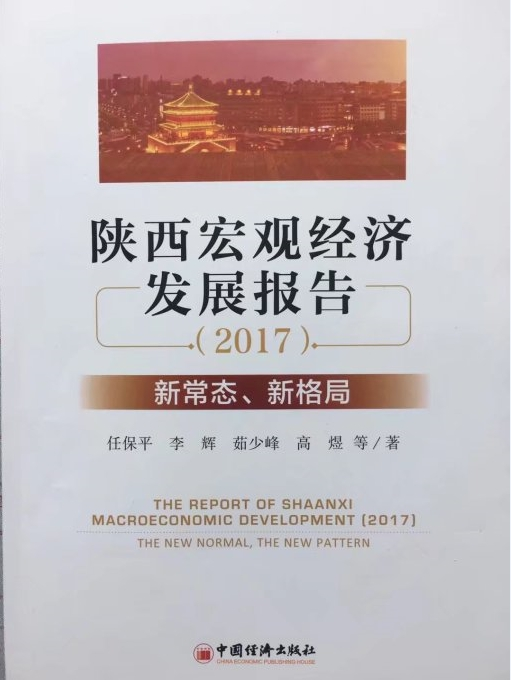 陕西宏观经济
发展报告
（2017）
新常态、新格局
任保平 李 辉 茹少峰 高 煜 等/著
THE REPORT OF SHAANXI
MACROECONOMIC DEVELOPMENT (2017)
THE NEW NORMAL, THE NEW PATTERN
中国经济出版社
CHINA ECONOMIC PUBLISHING HOUSE